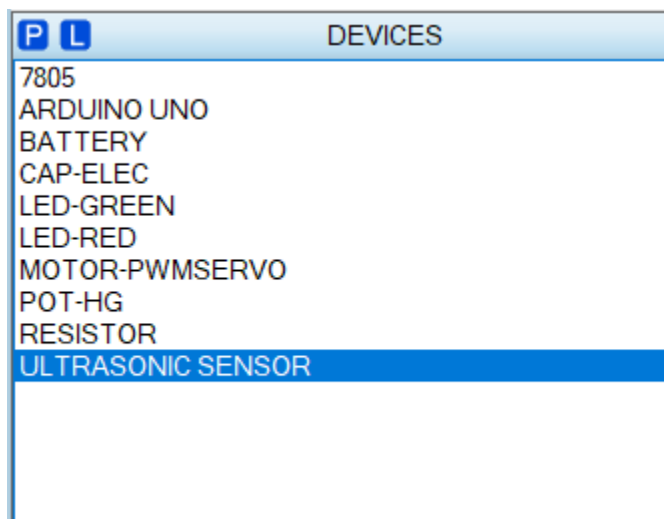 P L DEVICES
7805
ARDUINO UNO
BATTERY
CAP-ELEC
LED-GREEN
LED-RED
MOTOR-PWMSERVO
POT-HG
RESISTOR
ULTRASONIC SENSOR